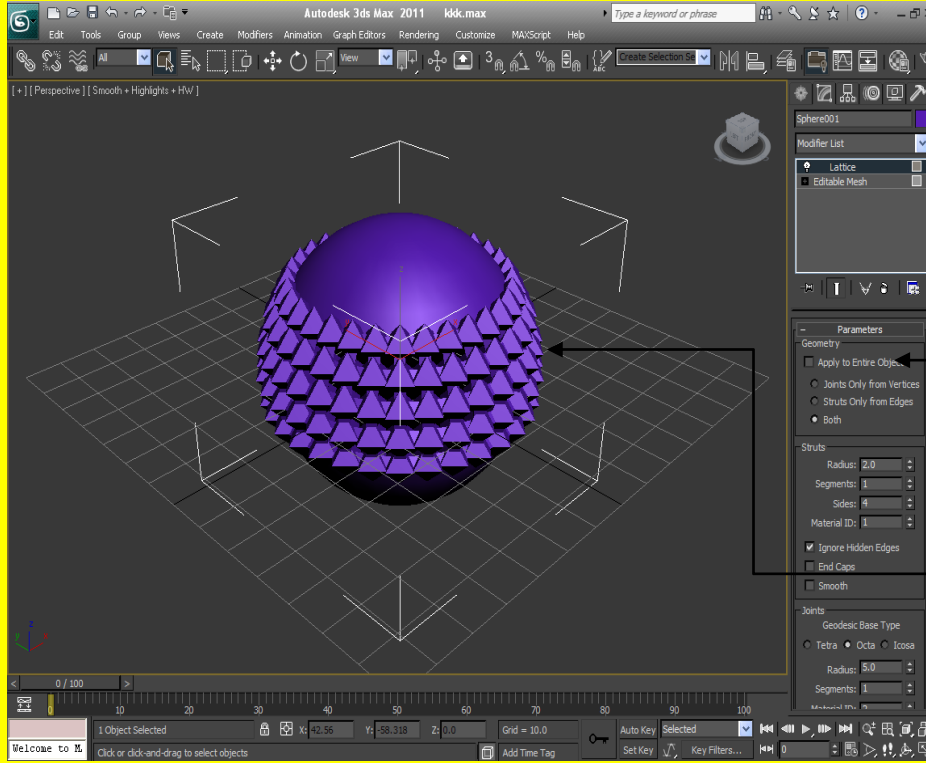 Autodesk 3ds Max 2011 kkk.max
Type a keyword or phrase
Edit Tools Group Views Create Modifiers Animation Graph Editors Rendering Customize MAXScript Help
All View Create Selection Se
[ + ] [ Perspective ] [ Smooth + Highlights + HW ]
Sphere001
Modifier List
Lattice
Editable Mesh
Parameters
Geometry
Apply to Entire Object
Joints Only from Vertices
Struts Only from Edges
Both
Struts
Radius: 2.0
Segments: 1
Sides: 4
Material ID: 1
Ignore Hidden Edges
End Caps
Smooth
Joints
Geodesic Base Type
Tetra Octa Icosa
Radius: 5.0
Segments: 1
Material ID: 2
z
z
y x
0 / 100
0 10 20 30 40 50 60 70 80 90 100
1 Object Selected X: 42.56 Y: -58.318 Z: 0.0 Grid = 10.0 Auto Key Selected
Welcome to M Click or click-and-drag to select objects Add Time Tag Set Key Key Filters... 0